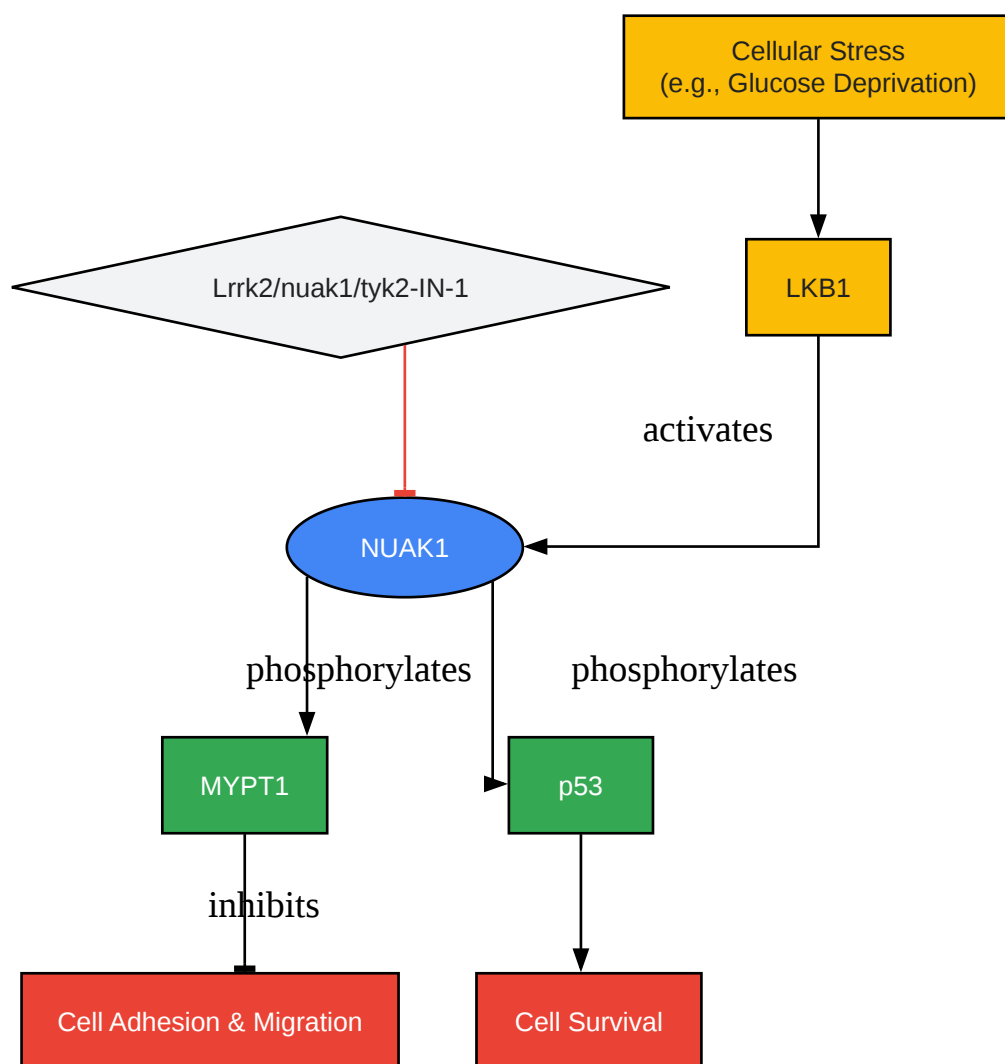 Cellular Stress
(e.g., Glucose Deprivation)
Lrrk2/nuak1/tyk2-IN-1
LKB1
activates
NUAK1
phosphorylates
phosphorylates
MYPT1
p53
inhibits
Cell Adhesion & Migration
Cell Survival